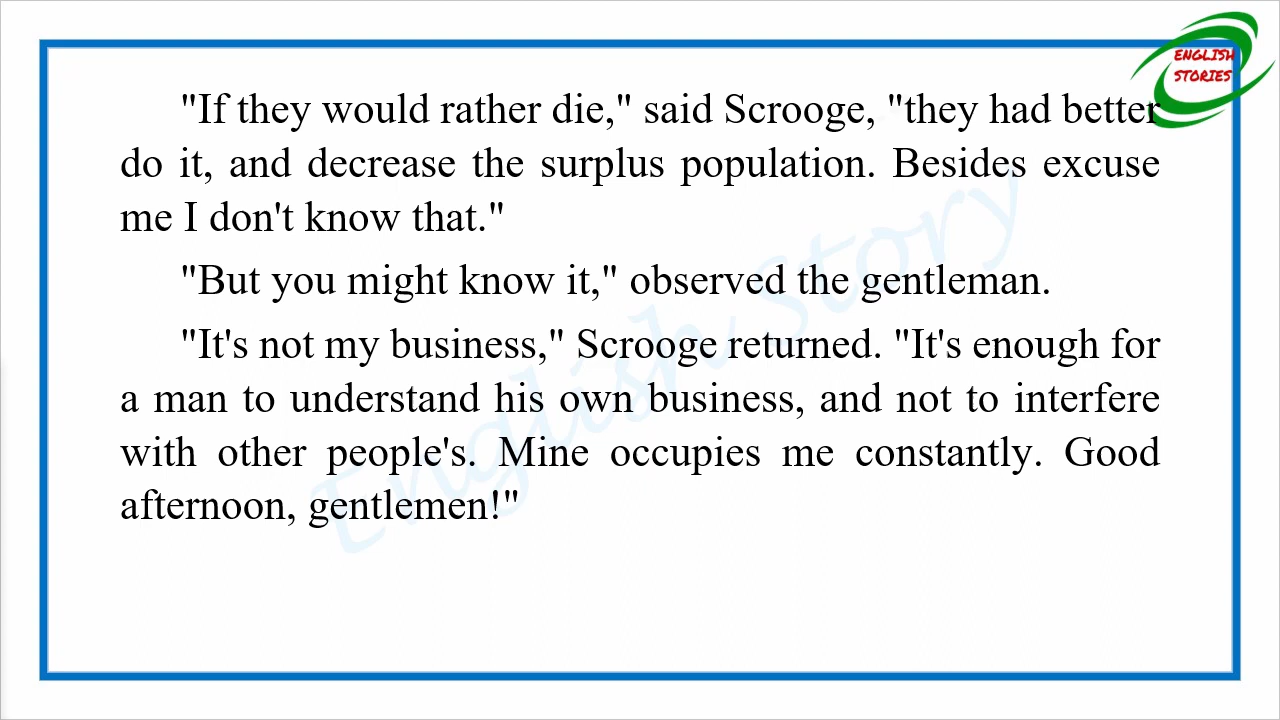 ENGLISH
STORIES
"If they would rather die," said Scrooge, "they had better
do it, and decrease the surplus population. Besides excuse
me I don't know that."
"But you might know it," observed the gentleman.
"It's not my business," Scrooge returned. "It's enough for
a man to understand his own business, and not to interfere
with other people's. Mine occupies me constantly. Good
afternoon, gentlemen!"
English Story